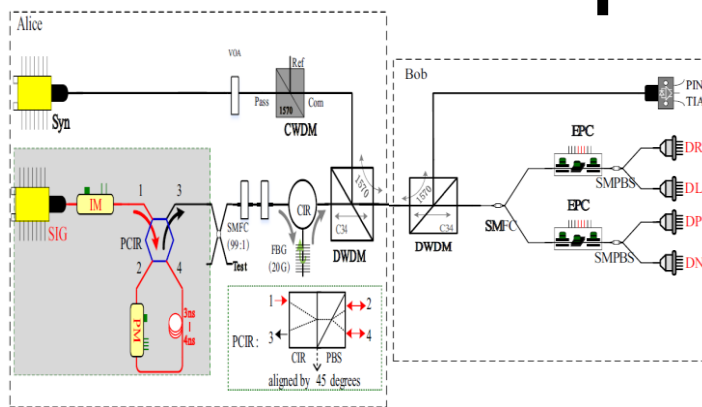 Alice
Syn
VOA
Ref
Pass
Com
1570
CWDM
SIG
IM
1
3
PCIR
2
4
PM
3ns
4ns
SMFC
(99:1)
Test
CIR
FBG
(20G)
1570
C34
DWDM
PCIR :
1
2
3
4
CIR
PBS
aligned by 45 degrees
Bob
PIN
TIA
1570
C34
DWDM
SMFC
EPC
SMPBS
DR
DL
EPC
SMPBS
DP
DN